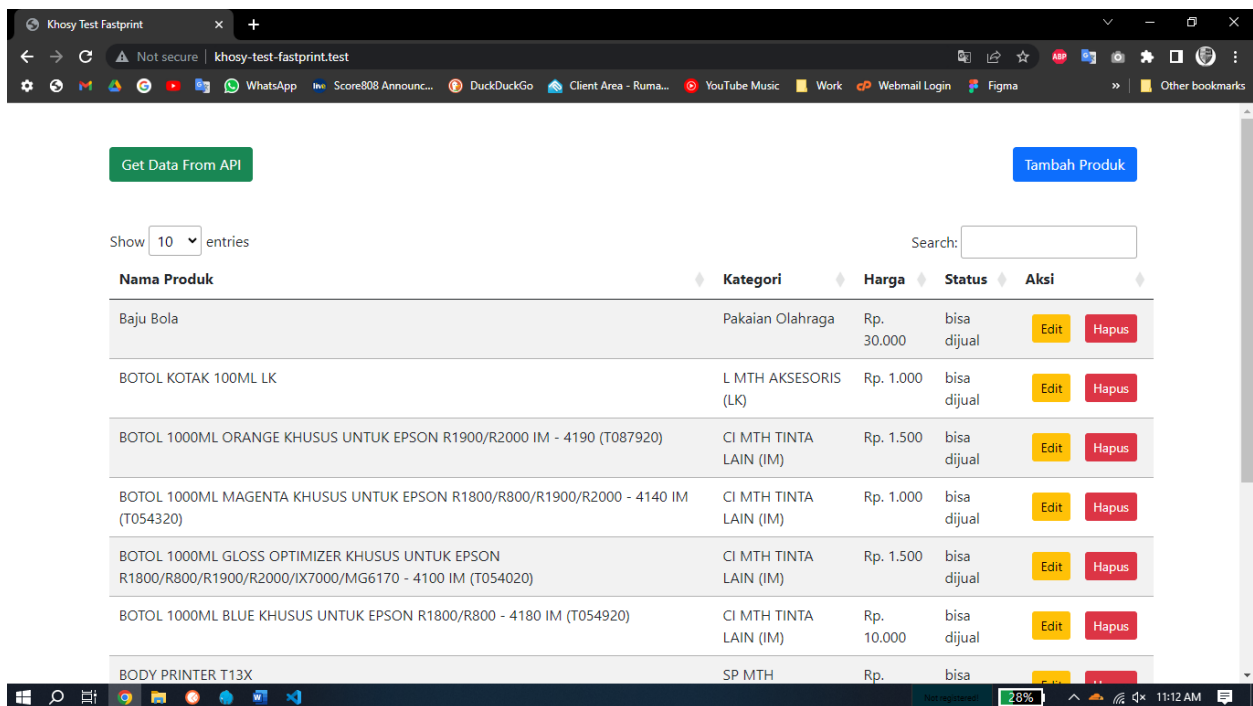 Khosy Test Fastprint
Not secure khosy-test-fastprint.test
ABP
WhatsApp Score808 Announc... DuckDuckGo Client Area - Ruma... YouTube Music Work Webmail Login Figma » Other bookmarks
Get Data From API Tambah Produk
Show 10 entries Search:
Nama Produk Kategori Harga Status Aksi
Baju Bola Pakaian Olahraga Rp. bisa Edit Hapus
30.000 dijual
BOTOL KOTAK 100ML LK L MTH AKSESORIS Rp. 1.000 bisa Edit Hapus
(LK) dijual
BOTOL 1000ML ORANGE KHUSUS UNTUK EPSON R1900/R2000 IM - 4190 (T087920) CI MTH TINTA Rp. 1.500 bisa Edit Hapus
LAIN (IM) dijual
BOTOL 1000ML MAGENTA KHUSUS UNTUK EPSON R1800/R800/R1900/R2000 - 4140 IM CI MTH TINTA Rp. 1.000 bisa Edit Hapus
(T054320) LAIN (IM) dijual
BOTOL 1000ML GLOSS OPTIMIZER KHUSUS UNTUK EPSON CI MTH TINTA Rp. 1.500 bisa Edit Hapus
R1800/R800/R1900/R2000/IX7000/MG6170 - 4100 IM (T054020) LAIN (IM) dijual
BOTOL 1000ML BLUE KHUSUS UNTUK EPSON R1800/R800 - 4180 IM (T054920) CI MTH TINTA Rp. bisa Edit Hapus
LAIN (IM) 10.000 dijual
BODY PRINTER T13X SP MTH Rp. bisa
Not registered! 28% 11:12 AM